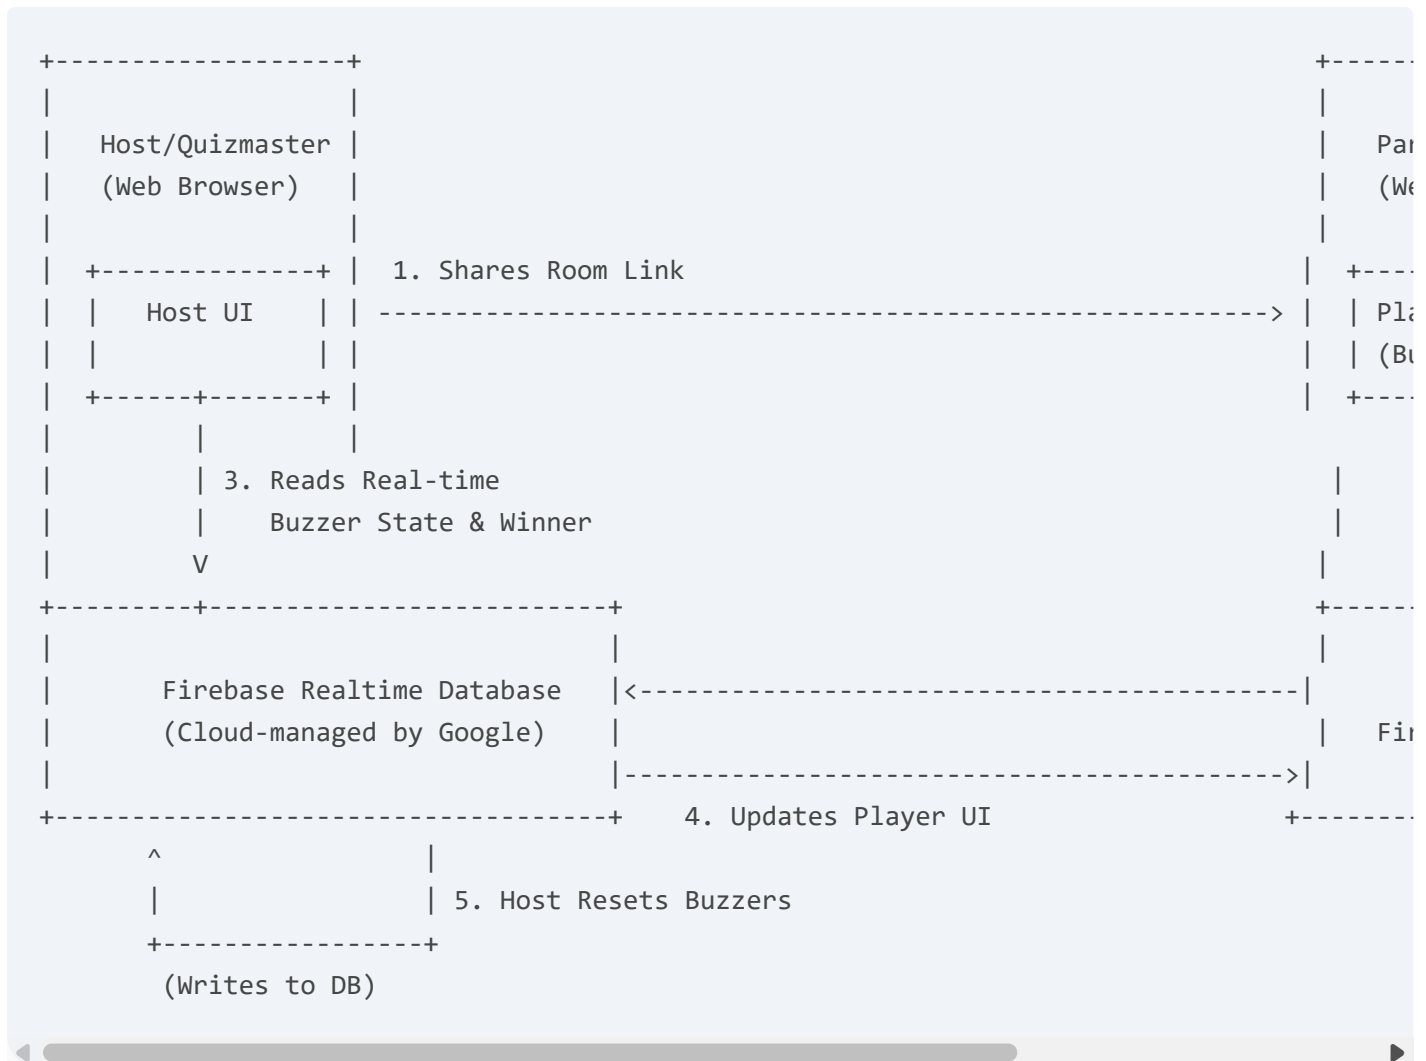 Host/Quizmaster
(Web Browser)
1. Shares Room Link
Host UI
3. Reads Real-time
Buzzer State & Winner
V
Firebase Realtime Database
(Cloud-managed by Google)
4. Updates Player UI
5. Host Resets Buzzers
(Writes to DB)